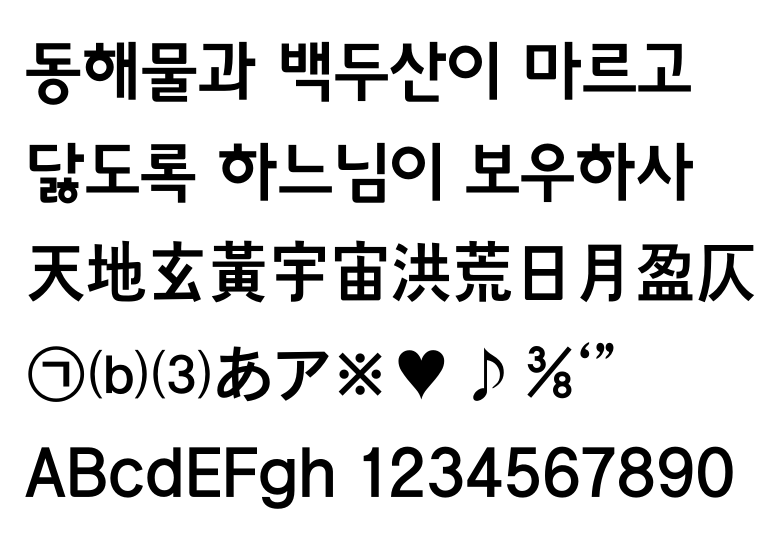 동해물과 백두산이 마르고
닳도록 하느님이 보우하사
天地玄黃宇宙洪荒日月盈仄
㉠⒝⑶あア※♥♪⅜‘”
ABcdEFgh 1234567890